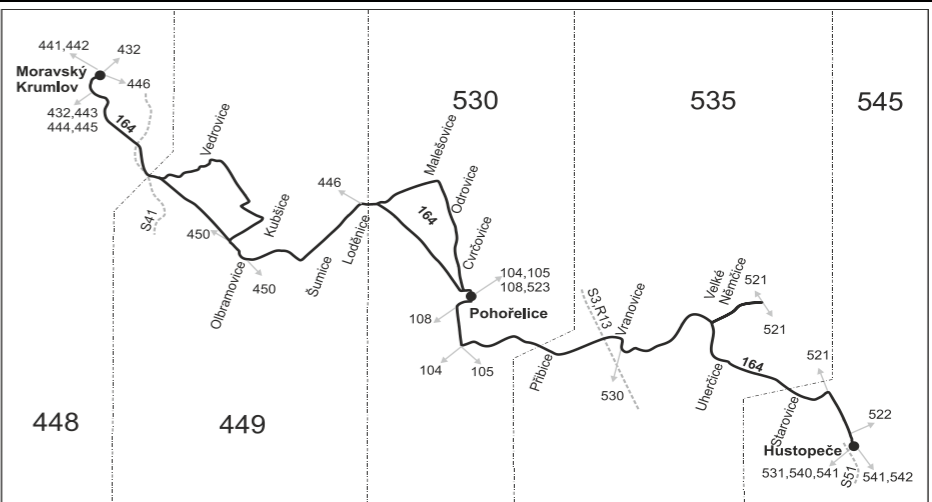 441,442
432
Moravský
Krumlov
446
432,443
444,445
164
530
535
545
Vedrovice
Malešovice
446
164
Odrovice
Kubšice
S41
450
Loděnice
Cvrčovice
Olbramovice
450
Šumice
104,105
108,523
Pohořelice
108
104
105
S3,R13
Vranovice
Velké
Němčice
521
521
Přibice
530
Uherčice
164
521
Starovice
522
Hustopeče
531,540,541
S51
541,542
448
449